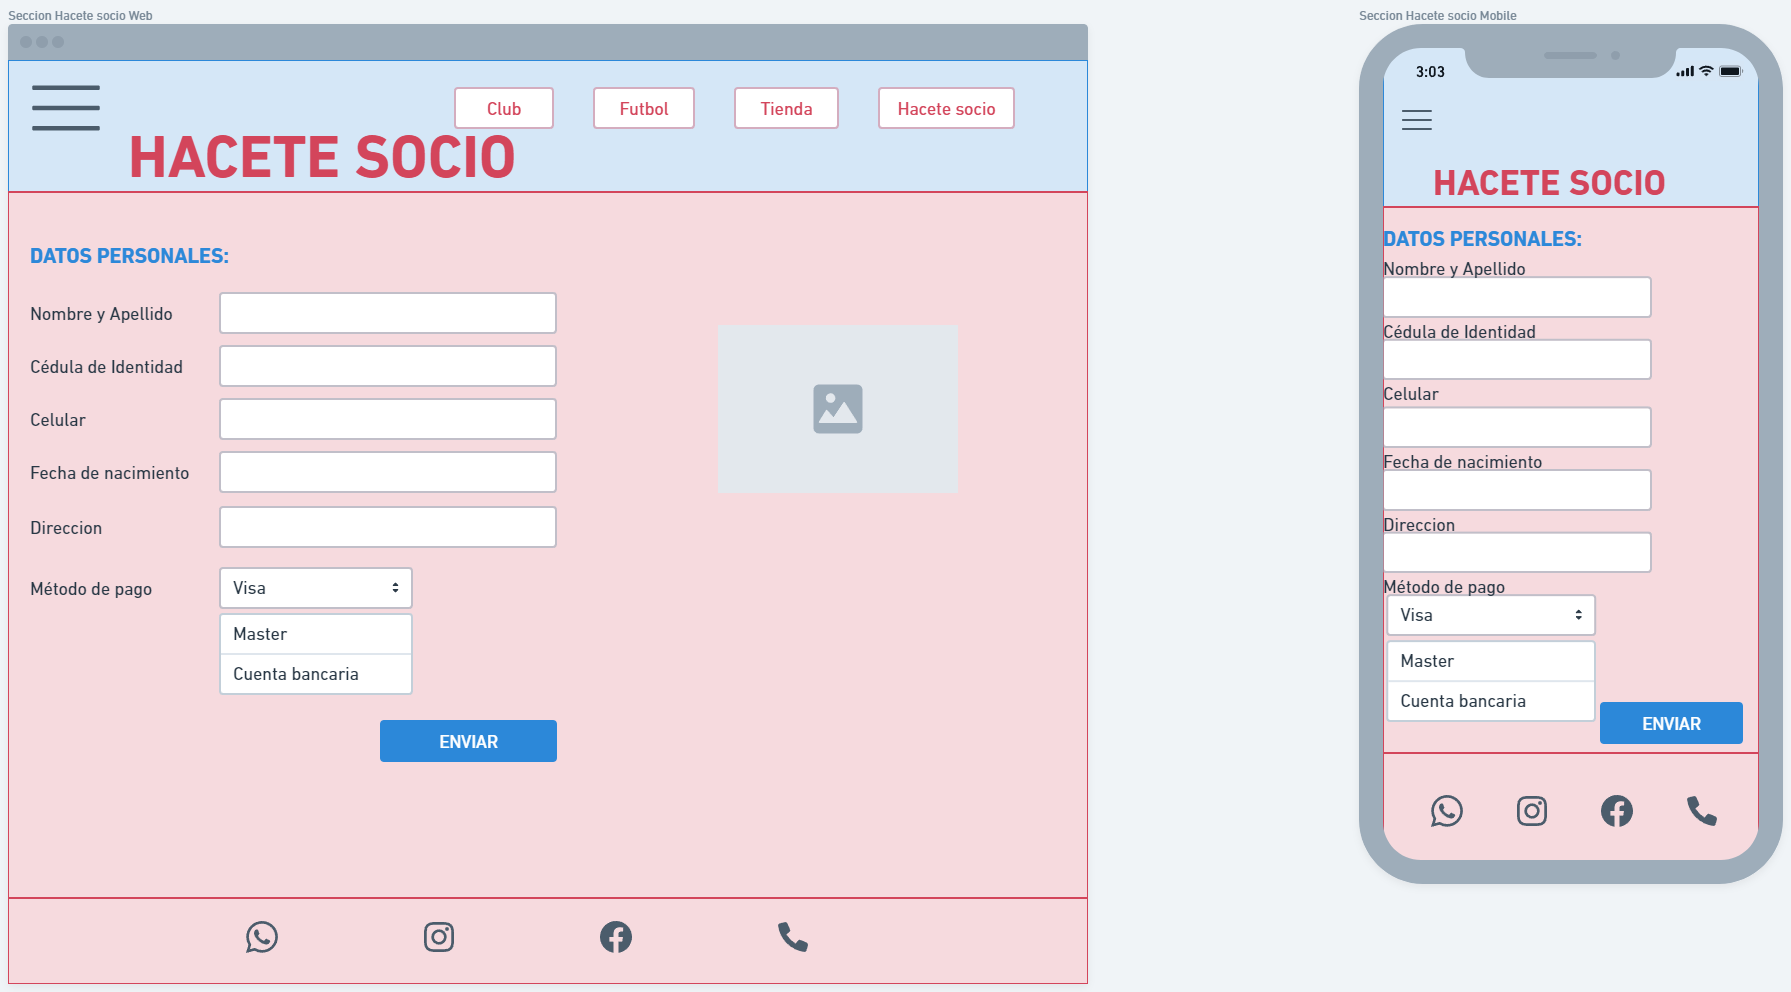 Seccion Hacete socio Web
Club
Futbol
Tienda
Hacete socio
HACETE SOCIO
DATOS PERSONALES:
Nombre y Apellido
Cédula de Identidad
Celular
Fecha de nacimiento
Direccion
Método de pago
Visa
Master
Cuenta bancaria
ENVIAR
Seccion Hacete socio Mobile
3:03
HACETE SOCIO
DATOS PERSONALES:
Nombre y Apellido
Cédula de Identidad
Celular
Fecha de nacimiento
Direccion
Método de pago
Visa
Master
Cuenta bancaria
ENVIAR